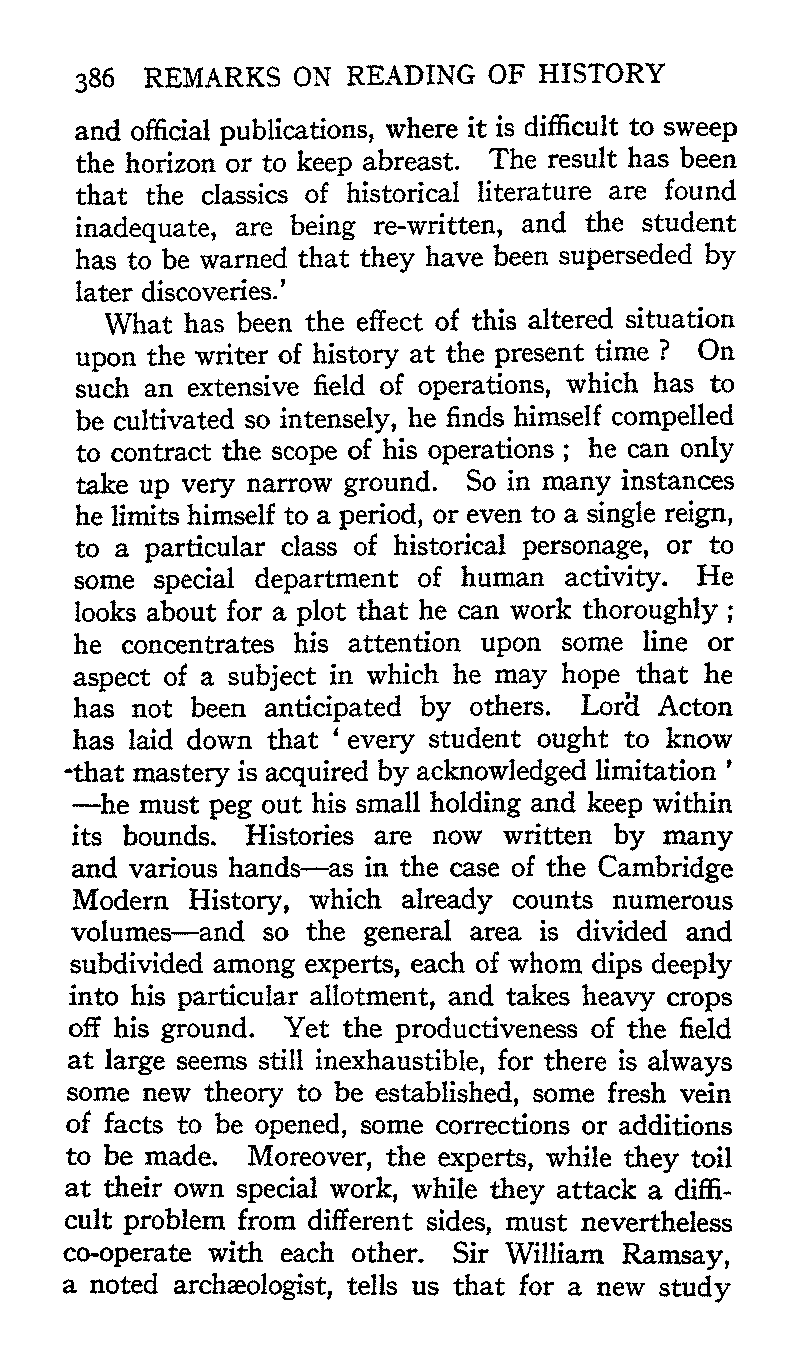 386 REMARKS ON READING OF HISTORY
and official publications, where it is difficult to sweep
the horizon or to keep abreast. The result has been
that the classics of historical literature are found
inadequate, are being re-written, and the student
has to be warned that they have been superseded by
later discoveries.'
What has been the effect of this altered situation
upon the writer of history at the present time ? On
such an extensive field of operations, which has to
be cultivated so intensely, he finds himself compelled
to contract the scope of his operations ; he can only
take up very narrow ground. So in many instances
he limits himself to a period, or even to a single reign,
to a particular class of historical personage, or to
some special department of human activity. He
looks about for a plot that he can work thoroughly ;
he concentrates his attention upon some line or
aspect of a subject in which he may hope that he
has not been anticipated by others. Lord Acton
has laid down that ' every student ought to know
that mastery is acquired by acknowledged limitation '
—he must peg out his small holding and keep within
its bounds. Histories are now written by many
and various hands—as in the case of the Cambridge
Modern History, which already counts numerous
volumes—and so the general area is divided and
subdivided among experts, each of whom dips deeply
into his particular allotment, and takes heavy crops
off his ground. Yet the productiveness of the field
at large seems still inexhaustible, for there is always
some new theory to be established, some fresh vein
of facts to be opened, some corrections or additions
to be made. Moreover, the experts, while they toil
at their own special work, while they attack a diffi-
cult problem from different sides, must nevertheless
co-operate with each other. Sir William Ramsay,
a noted archæologist, tells us that for a new study